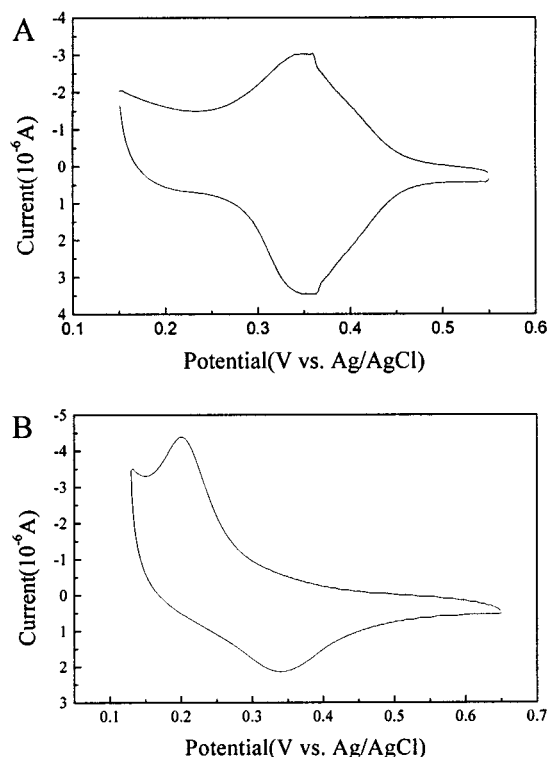 A
-4
-3
-2
-1
0
1
2
3
4
Current(10⁻⁶A)
0.1 0.2 0.3 0.4 0.5 0.6
Potential(V vs. Ag/AgCl)
B
-5
-4
-3
-2
-1
0
1
2
3
Current(10⁻⁶A)
0.1 0.2 0.3 0.4 0.5 0.6 0.7
Potential(V vs. Ag/AgCl)